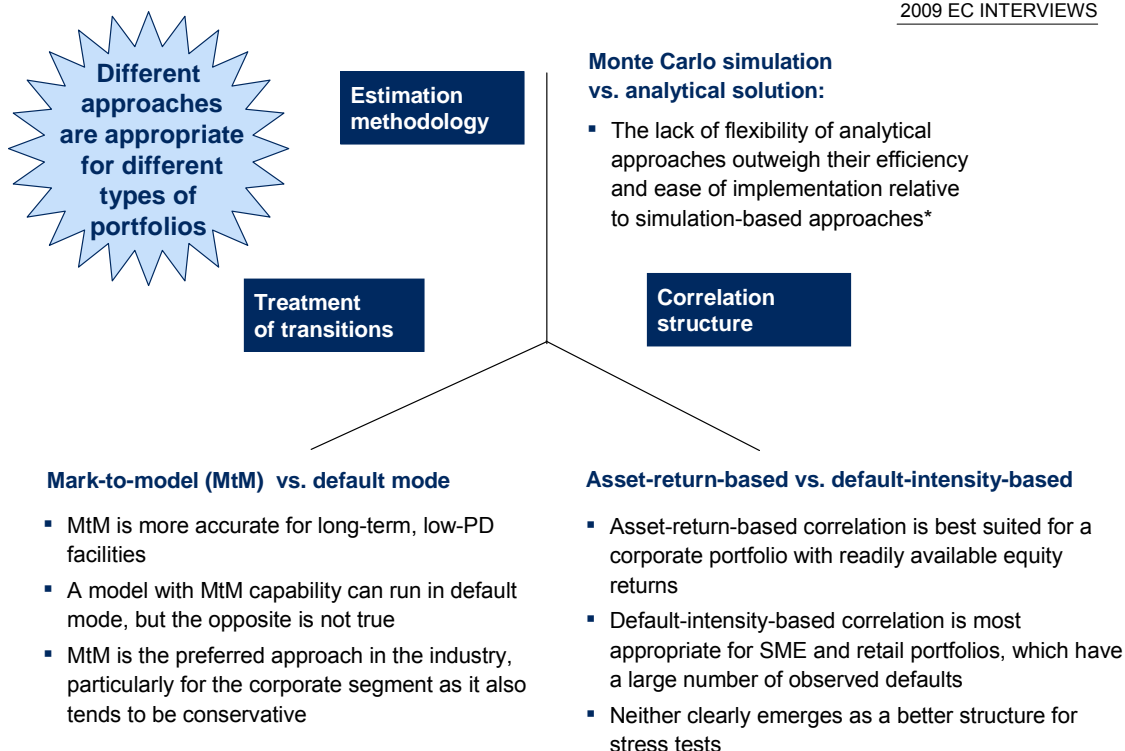 2009 EC INTERVIEWS
Different
approaches
are appropriate
for different
types of
portfolios
Estimation
methodology
Monte Carlo simulation
vs. analytical solution:
▪ The lack of flexibility of analytical
approaches outweigh their efficiency
and ease of implementation relative
to simulation-based approaches*
Treatment
of transitions
Correlation
structure
Mark-to-model (MtM) vs. default mode
▪ MtM is more accurate for long-term, low-PD
facilities
▪ A model with MtM capability can run in default
mode, but the opposite is not true
▪ MtM is the preferred approach in the industry,
particularly for the corporate segment as it also
tends to be conservative
Asset-return-based vs. default-intensity-based
▪ Asset-return-based correlation is best suited for a
corporate portfolio with readily available equity
returns
▪ Default-intensity-based correlation is most
appropriate for SME and retail portfolios, which have
a large number of observed defaults
▪ Neither clearly emerges as a better structure for
stress tests